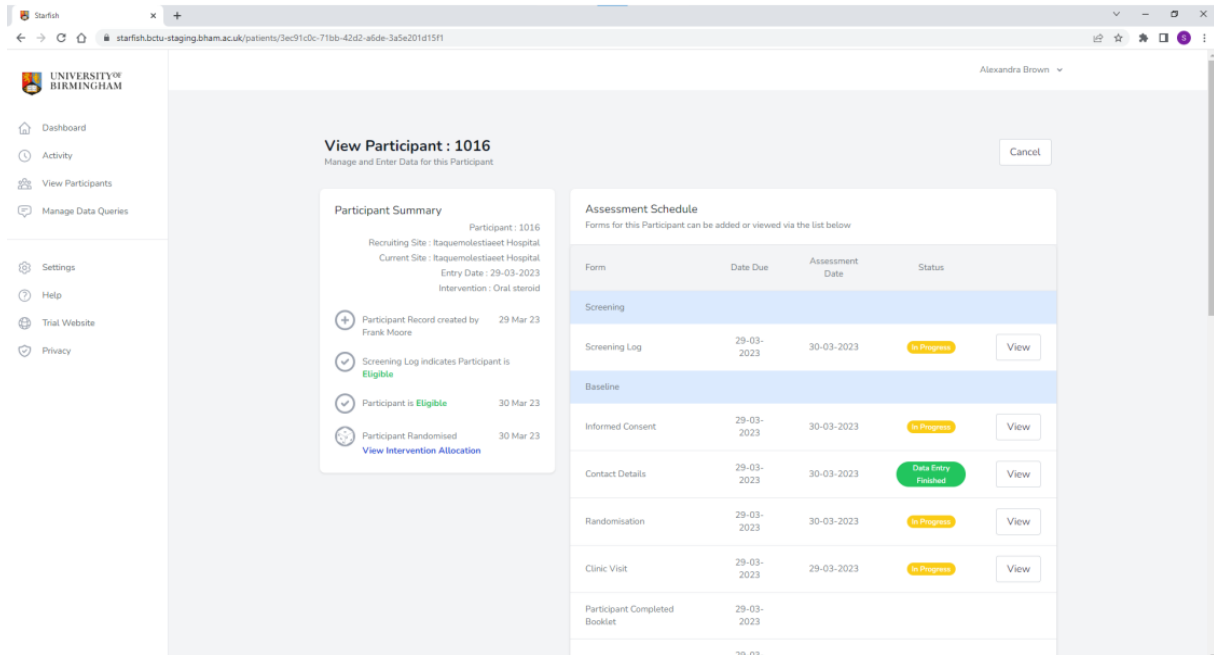 Starfish
starfish.bctu-staging.bham.ac.uk/patients/3ec91c0c-71bb-42d2-a6de-3a5e201d15f1
S
UNIVERSITY OF
BIRMINGHAM
Alexandra Brown
Dashboard
Activity
View Participants
Manage Data Queries
Settings
Help
Trial Website
Privacy
View Participant : 1016
Manage and Enter Data for this Participant
Cancel
Participant Summary
Participant : 1016
Recruiting Site : Itaquemolestiaeet Hospital
Current Site : Itaquemolestiaeet Hospital
Entry Date : 29-03-2023
Intervention : Oral steroid
Participant Record created by 29 Mar 23
Frank Moore
Screening Log indicates Participant is
Eligible
Participant is Eligible 30 Mar 23
Participant Randomised 30 Mar 23
View Intervention Allocation
Assessment Schedule
Forms for this Participant can be added or viewed via the list below
Form Date Due Assessment Date Status
Screening
Screening Log 29-03-2023 30-03-2023 In Progress View
Baseline
Informed Consent 29-03-2023 30-03-2023 In Progress View
Contact Details 29-03-2023 30-03-2023 Data Entry Finished View
Randomisation 29-03-2023 30-03-2023 In Progress View
Clinic Visit 29-03-2023 29-03-2023 In Progress View
Participant Completed Booklet 29-03-2023
29-03-